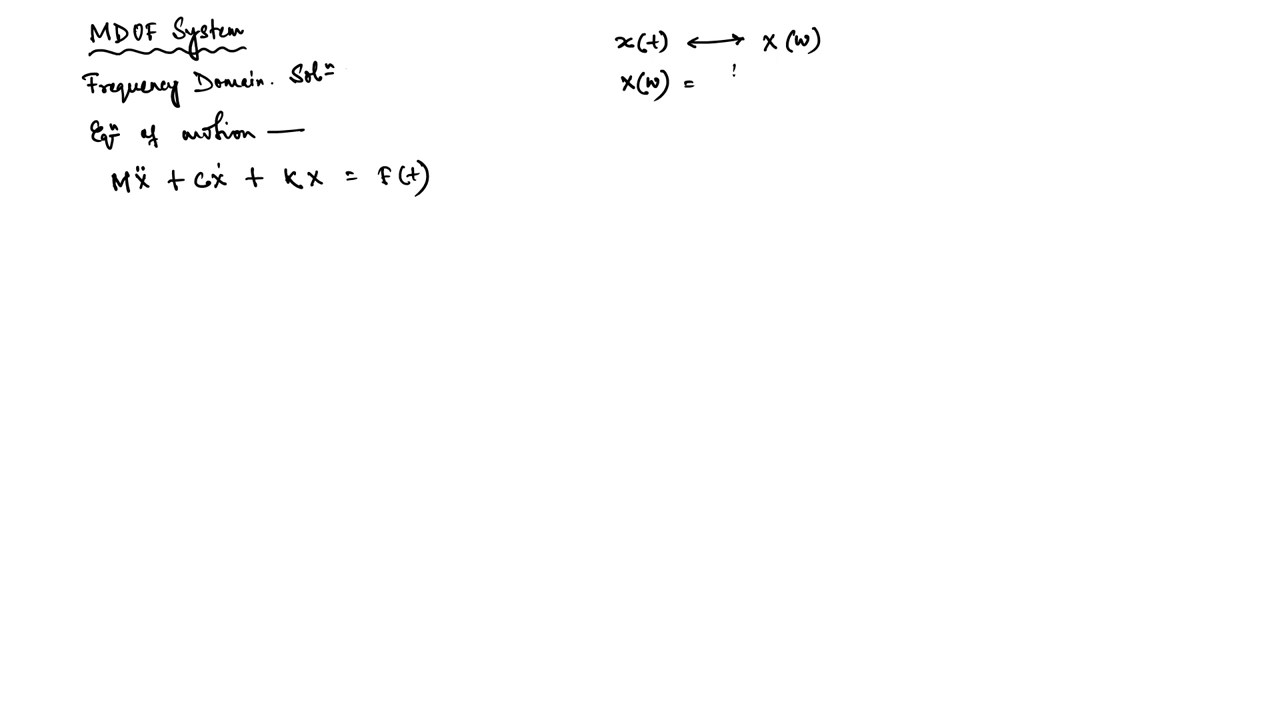 MDOF System
Frequency Domain. Solⁿ
Eqⁿ of motion —
MẌ + CẊ + KX = F(t)
x(t) ⟷ X(ω)
X(ω) =